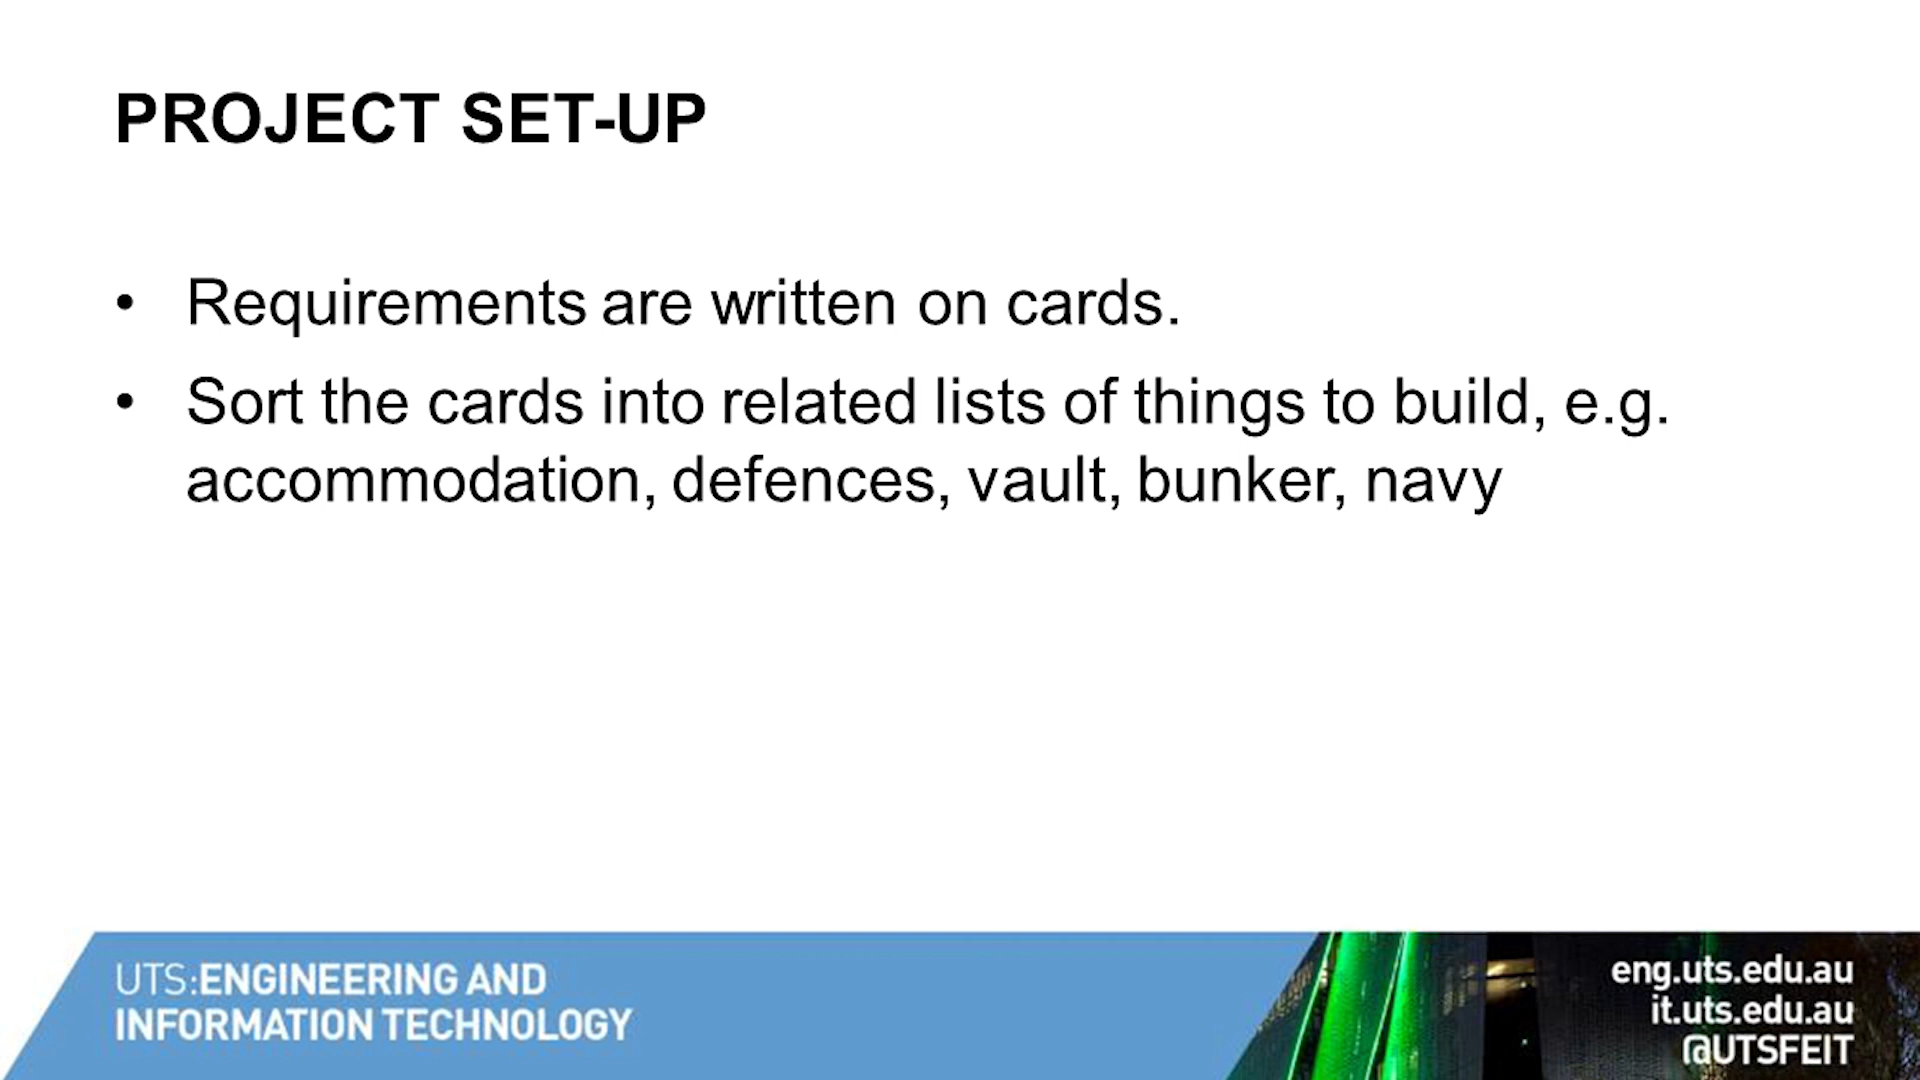 PROJECT SET-UP
• Requirements are written on cards.
• Sort the cards into related lists of things to build, e.g.
accommodation, defences, vault, bunker, navy
UTS:ENGINEERING AND
INFORMATION TECHNOLOGY
eng.uts.edu.au
it.uts.edu.au
@UTSFEIT